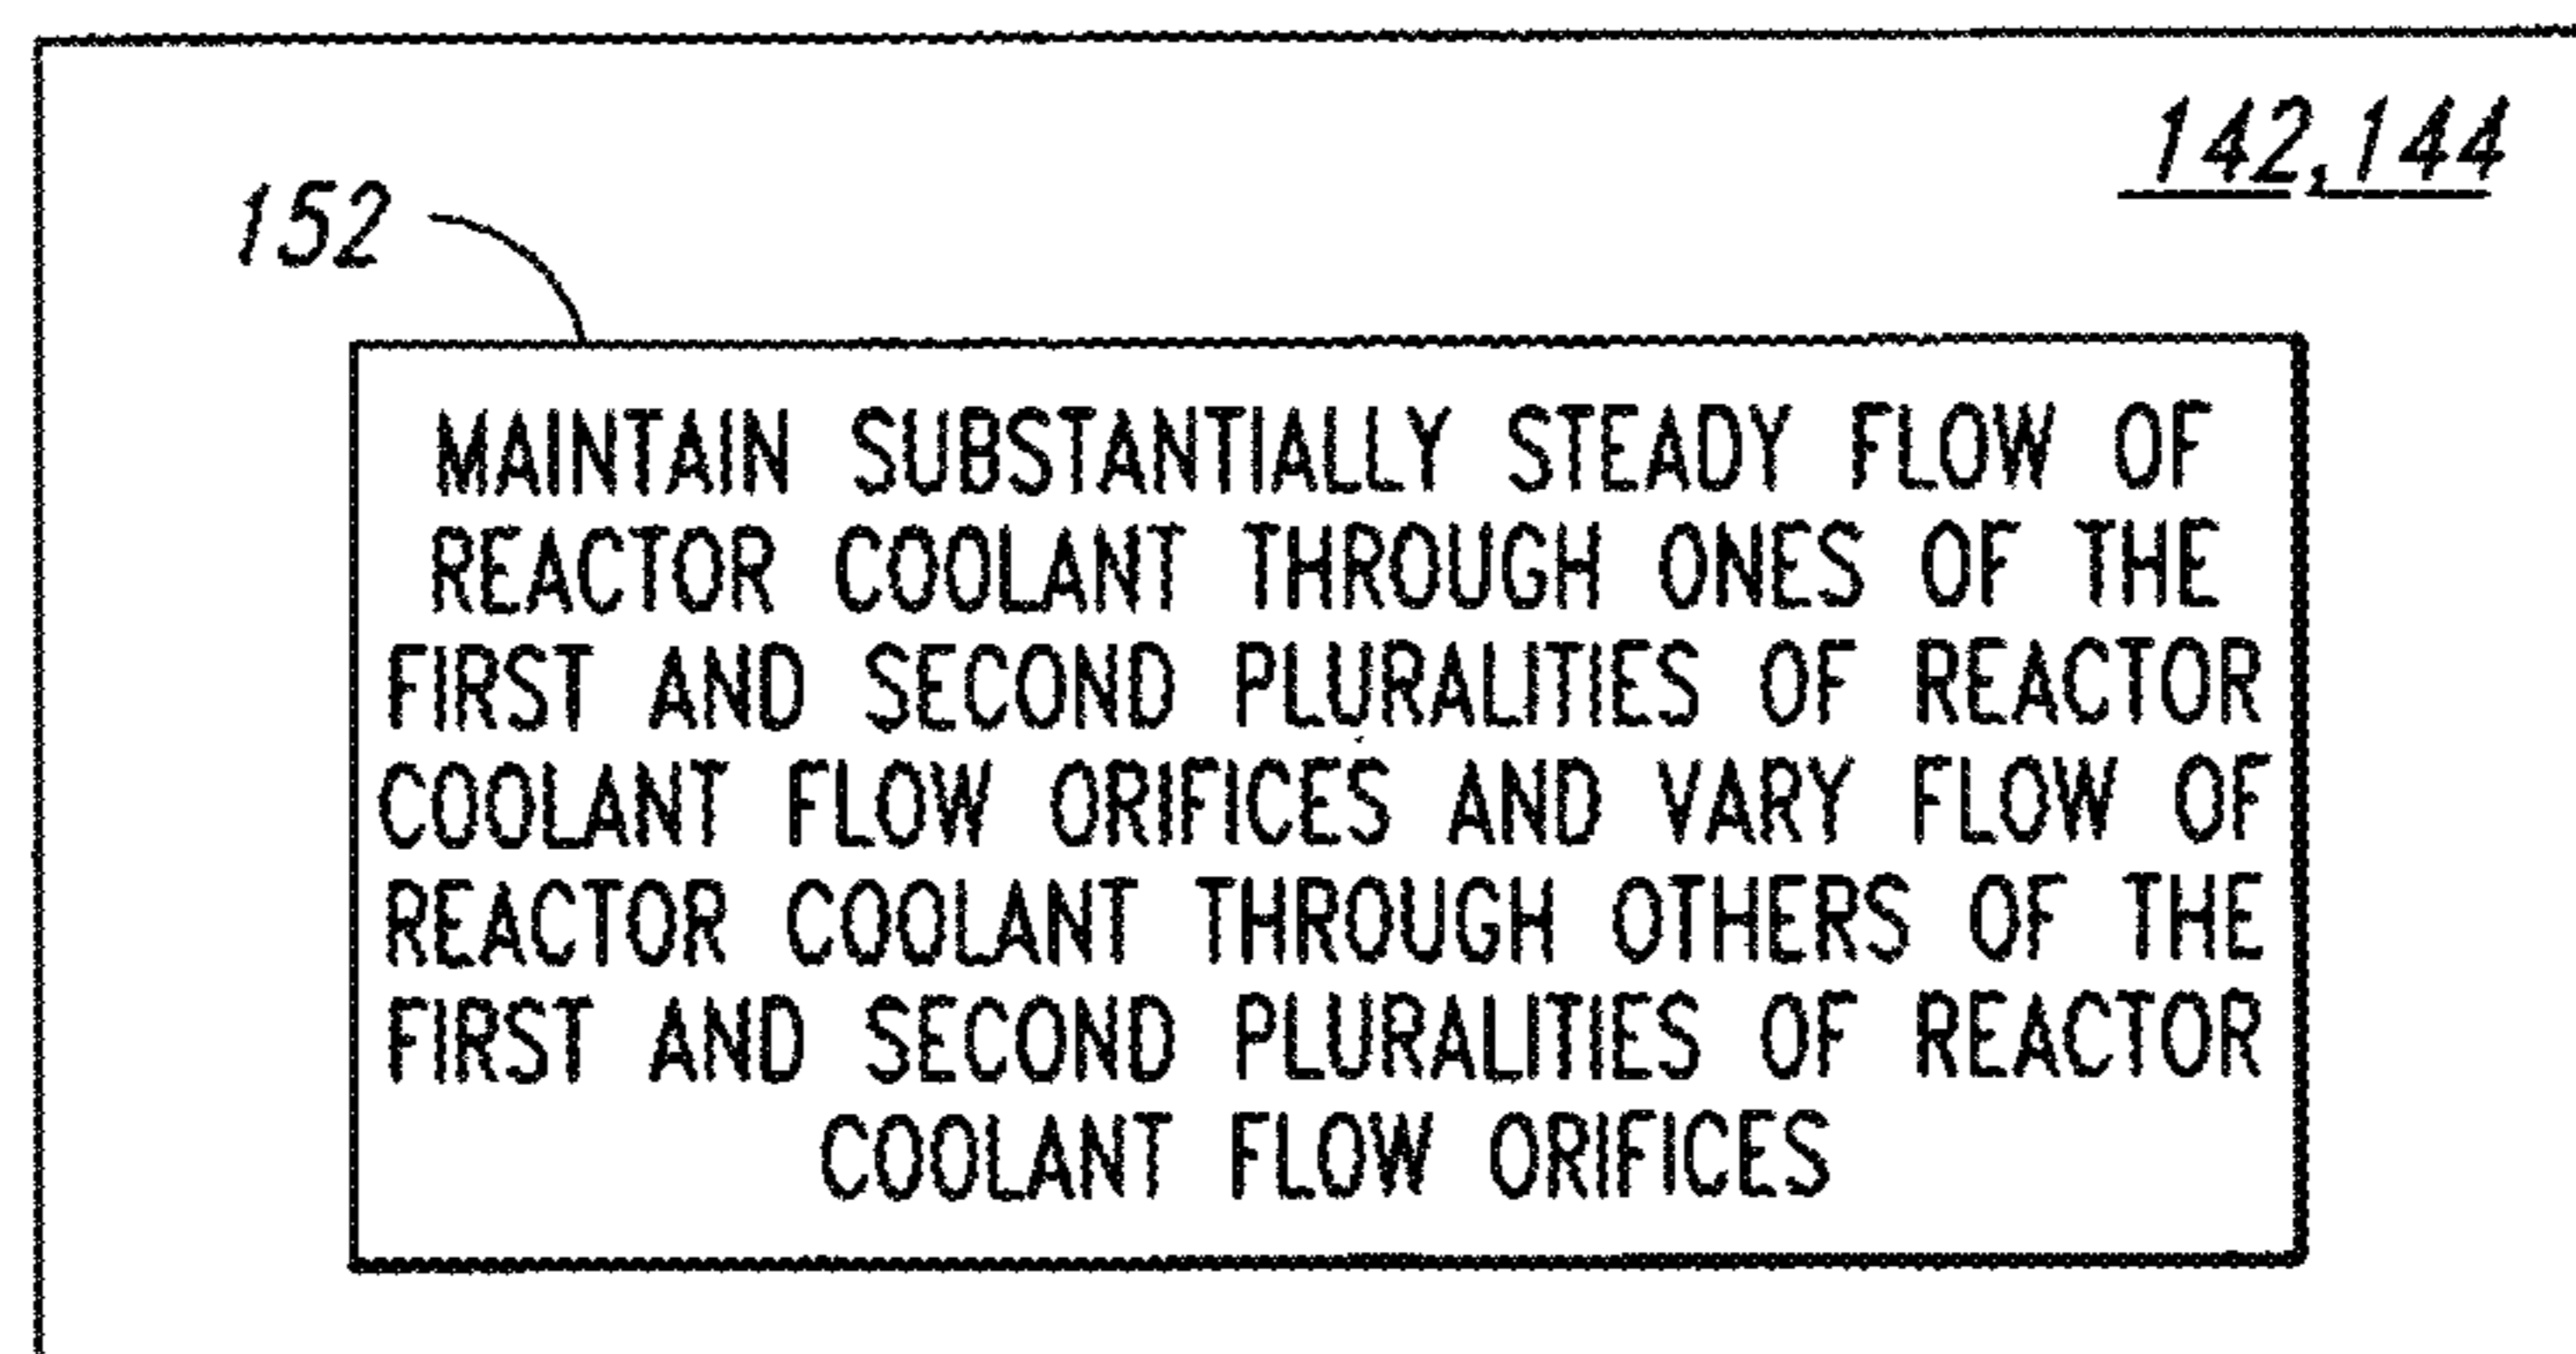 142, 144
152
MAINTAIN SUBSTANTIALLY STEADY FLOW OF
REACTOR COOLANT THROUGH ONES OF THE
FIRST AND SECOND PLURALITIES OF REACTOR
COOLANT FLOW ORIFICES AND VARY FLOW OF
REACTOR COOLANT THROUGH OTHERS OF THE
FIRST AND SECOND PLURALITIES OF REACTOR
COOLANT FLOW ORIFICES